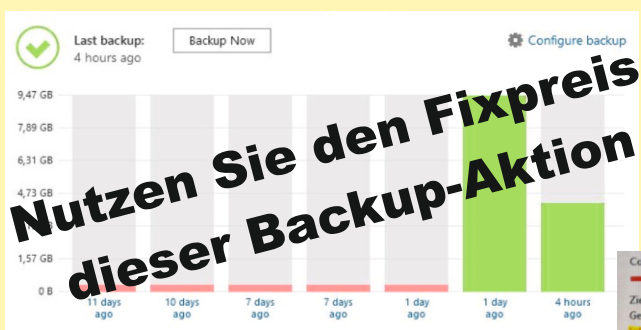 Last backup:
4 hours ago
Backup Now
Configure backup
9,47 GB
7,89 GB
6,31 GB
4,73 GB
1,57 GB
0 B
Nutzen Sie den Fixpreis
dieser Backup-Aktion
11 days ago
10 days ago
7 days ago
7 days ago
1 day ago
1 day ago
4 hours ago